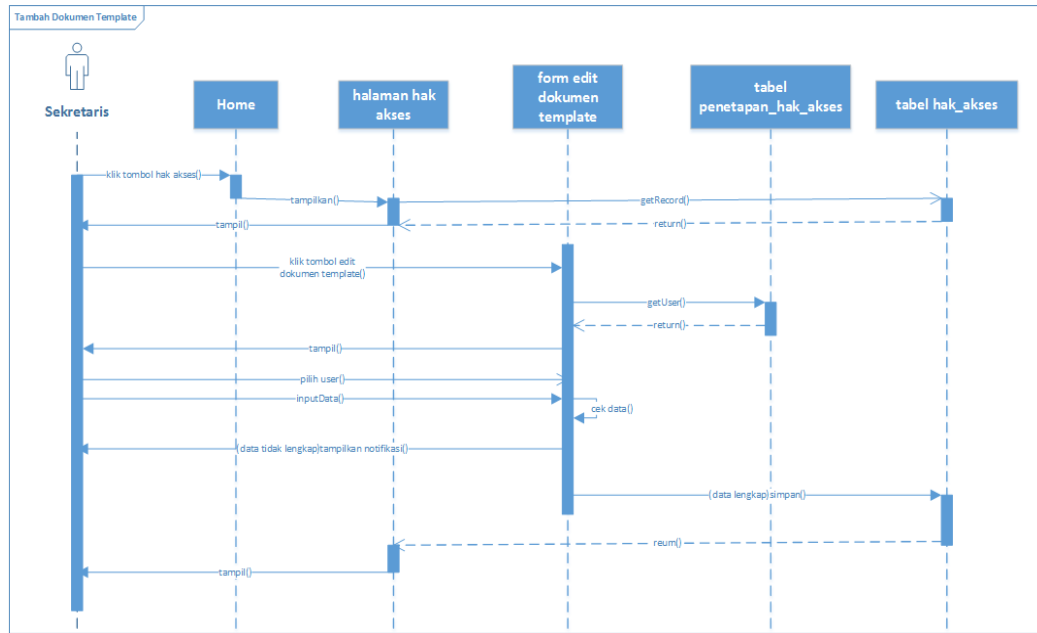 Tambah Dokumen Template
Sekretaris
Home
halaman hak
akses
form edit
dokumen
template
tabel
penetapan_hak_akses
tabel hak_akses
klik tombol hak akses()
tampilkan()
getRecord()
return()
tampil()
klik tombol edit
dokumen template()
getUser()
return()
tampil()
pilih user()
inputData()
cek data()
(data tidak lengkap)tampilkan notifikasi()
(data lengkap)simpan()
reurn()
tampil()